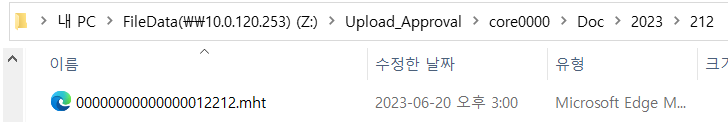 내 PC > FileData(₩₩10.0.120.253) (Z:) > Upload_Approval > core0000 > Doc > 2023 > 212
이름 수정한 날짜 유형 크기
00000000000000012212.mht 2023-06-20 오후 3:00 Microsoft Edge M...